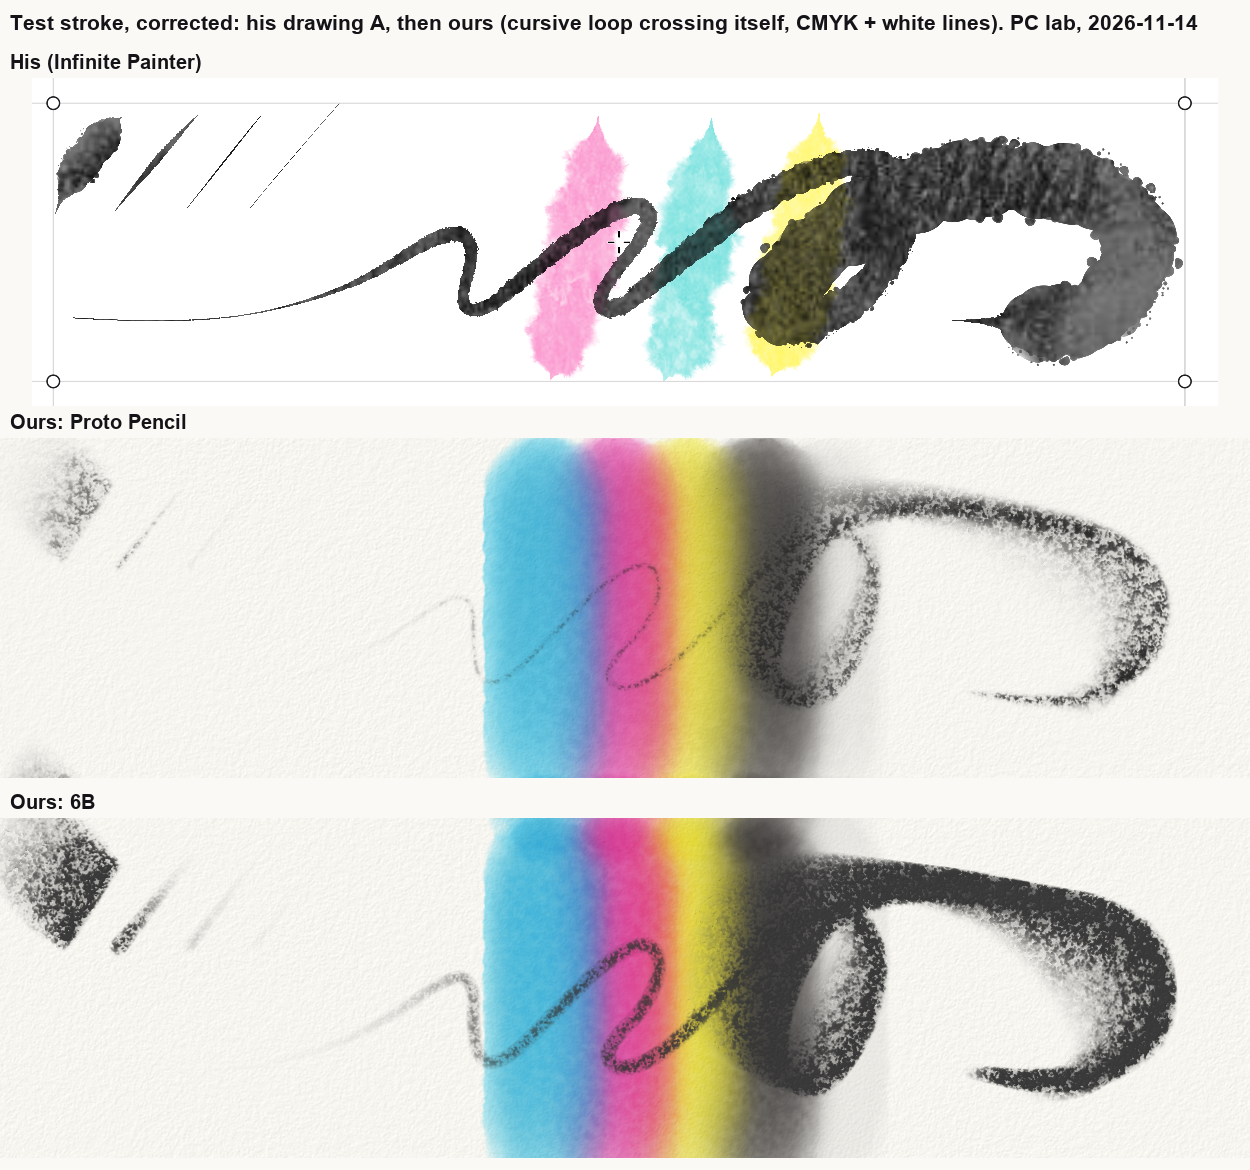 Test stroke, corrected: his drawing A, then ours (cursive loop crossing itself, CMYK + white lines). PC lab, 2026-11-14
His (Infinite Painter)
Ours: Proto Pencil
Ours: 6B